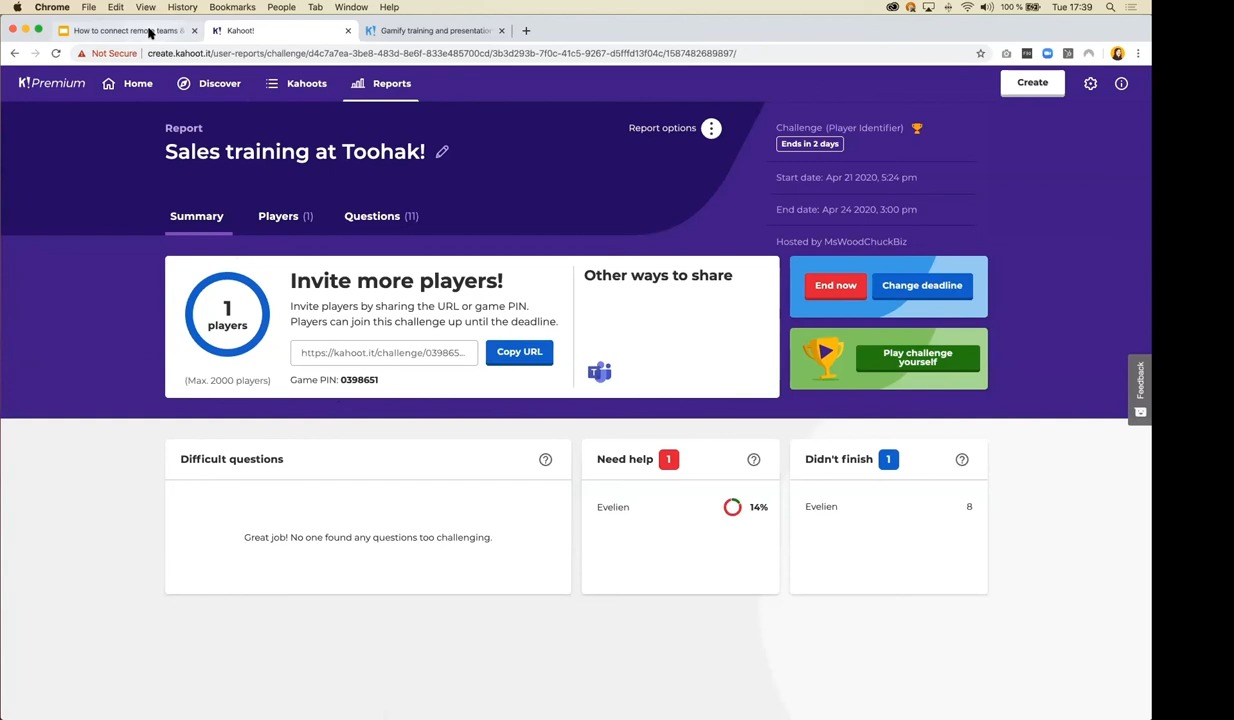 Chrome File Edit View History Bookmarks People Tab Window Help 100 % Tue 17:39
How to connect remote teams & Kahoot! Gamify training and presentation
Not Secure create.kahoot.it/user-reports/challenge/d4c7a7ea-3be8-483d-8e6f-833e485700cd/3b3d293b-7f0c-41c5-9267-d5fffd13f04c/1587482689897/
K! Premium Home Discover Kahoots Reports Create
Report
Report options
Sales training at Toohak!
Challenge (Player Identifier)
Ends in 2 days
Start date: Apr 21 2020, 5:24 pm
End date: Apr 24 2020, 3:00 pm
Hosted by MsWoodChuckBiz
Summary Players (1) Questions (11)
1
players
(Max. 2000 players)
Invite more players!
Invite players by sharing the URL or game PIN.
Players can join this challenge up until the deadline.
https://kahoot.it/challenge/039865... Copy URL
Game PIN: 0398651
Other ways to share
End now Change deadline
Play challenge
yourself
Feedback
Difficult questions
Great job! No one found any questions too challenging.
Need help 1
Evelien 14%
Didn't finish 1
Evelien 8